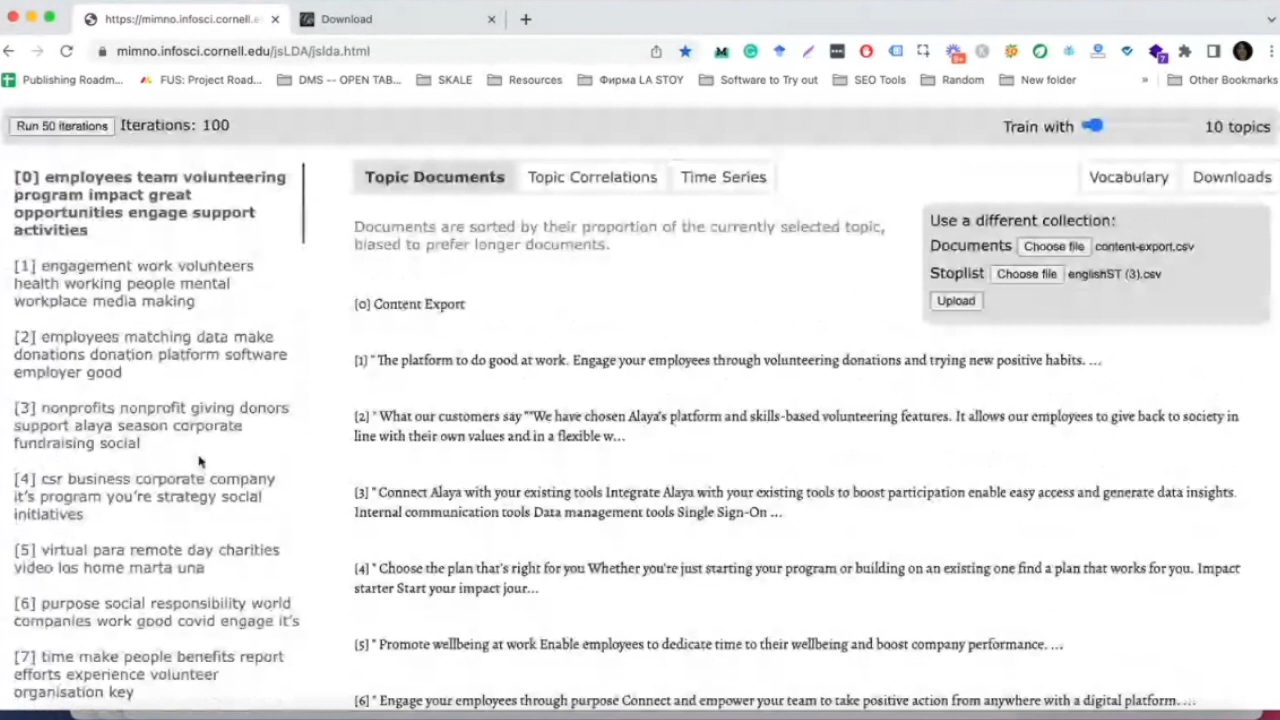 https://mimno.infosci.cornell.e
Download
mimno.infosci.cornell.edu/jsLDA/jslda.html
9+
7
Publishing Roadm...
FUS: Project Road...
DMS -- OPEN TAB...
SKALE
Resources
Фирма LA STOY
Software to Try out
SEO Tools
Random
New folder
»
Other Bookmarks
Run 50 iterations
Iterations: 100
Train with
10 topics
[0] employees team volunteering
program impact great
opportunities engage support
activities
[1] engagement work volunteers
health working people mental
workplace media making
[2] employees matching data make
donations donation platform software
employer good
[3] nonprofits nonprofit giving donors
support alaya season corporate
fundraising social
[4] csr business corporate company
it's program you're strategy social
initiatives
[5] virtual para remote day charities
video los home marta una
[6] purpose social responsibility world
companies work good covid engage it's
[7] time make people benefits report
efforts experience volunteer
organisation key
Topic Documents
Topic Correlations
Time Series
Vocabulary
Downloads
Documents are sorted by their proportion of the currently selected topic,
biased to prefer longer documents.
Use a different collection:
Documents Choose file content-export.csv
Stoplist Choose file englishST (3).csv
Upload
[0] Content Export
[1] " The platform to do good at work. Engage your employees through volunteering donations and trying new positive habits. ...
[2] " What our customers say ""We have chosen Alaya's platform and skills-based volunteering features. It allows our employees to give back to society in
line with their own values and in a flexible w...
[3] " Connect Alaya with your existing tools Integrate Alaya with your existing tools to boost participation enable easy access and generate data insights.
Internal communication tools Data management tools Single Sign-On ...
[4] " Choose the plan that's right for you Whether you're just starting your program or building on an existing one find a plan that works for you. Impact
starter Start your impact jour...
[5] " Promote wellbeing at work Enable employees to dedicate time to their wellbeing and boost company performance. ...
[6] " Engage your employees through purpose Connect and empower your team to take positive action from anywhere with a digital platform. ...